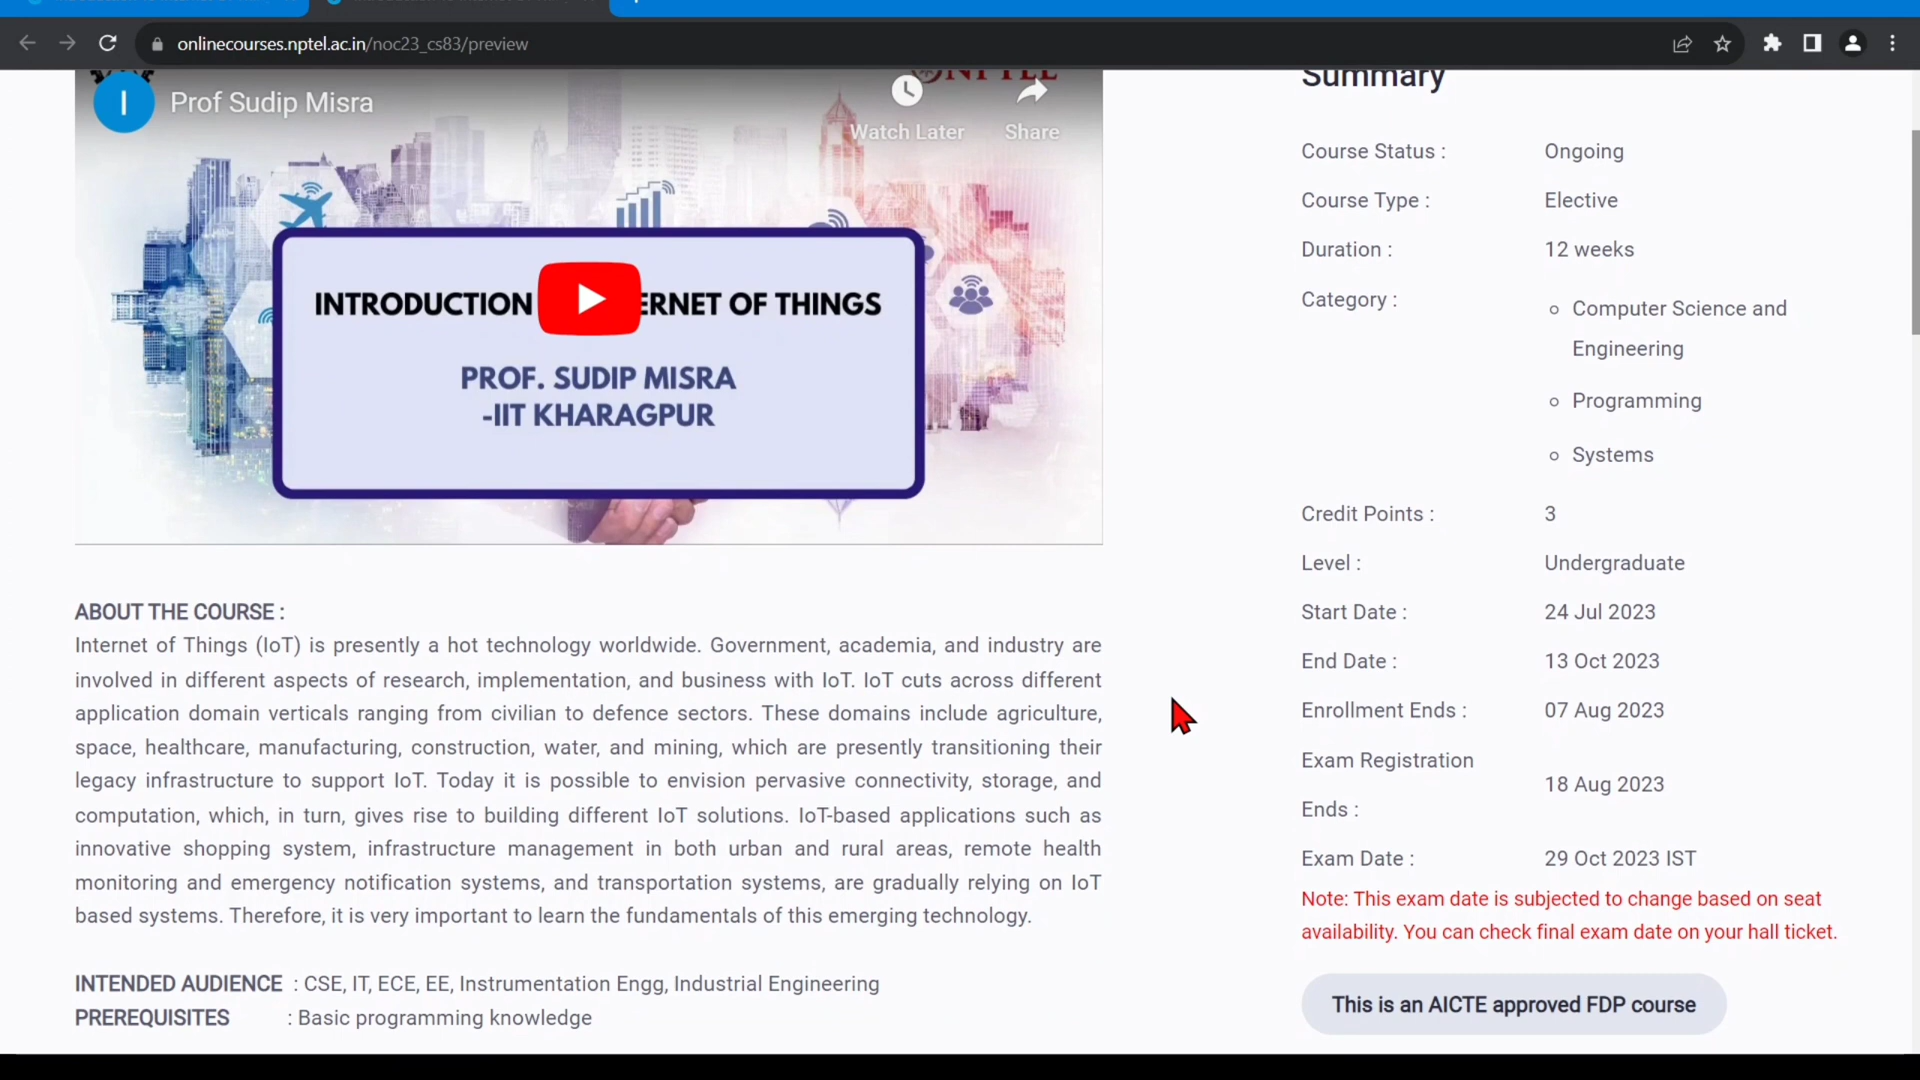 onlinecourses.nptel.ac.in/noc23_cs83/preview
I Prof Sudip Misra
Watch Later
Share
INTRODUCTION ERNET OF THINGS
PROF. SUDIP MISRA
-IIT KHARAGPUR
ABOUT THE COURSE :
Internet of Things (IoT) is presently a hot technology worldwide. Government, academia, and industry are
involved in different aspects of research, implementation, and business with IoT. IoT cuts across different
application domain verticals ranging from civilian to defence sectors. These domains include agriculture,
space, healthcare, manufacturing, construction, water, and mining, which are presently transitioning their
legacy infrastructure to support IoT. Today it is possible to envision pervasive connectivity, storage, and
computation, which, in turn, gives rise to building different IoT solutions. IoT-based applications such as
innovative shopping system, infrastructure management in both urban and rural areas, remote health
monitoring and emergency notification systems, and transportation systems, are gradually relying on IoT
based systems. Therefore, it is very important to learn the fundamentals of this emerging technology.
INTENDED AUDIENCE : CSE, IT, ECE, EE, Instrumentation Engg, Industrial Engineering
PREREQUISITES : Basic programming knowledge
Summary
Course Status : Ongoing
Course Type : Elective
Duration : 12 weeks
Category :
Computer Science and
Engineering
Programming
Systems
Credit Points : 3
Level : Undergraduate
Start Date : 24 Jul 2023
End Date : 13 Oct 2023
Enrollment Ends : 07 Aug 2023
Exam Registration
Ends :
18 Aug 2023
Exam Date : 29 Oct 2023 IST
Note: This exam date is subjected to change based on seat
availability. You can check final exam date on your hall ticket.
This is an AICTE approved FDP course